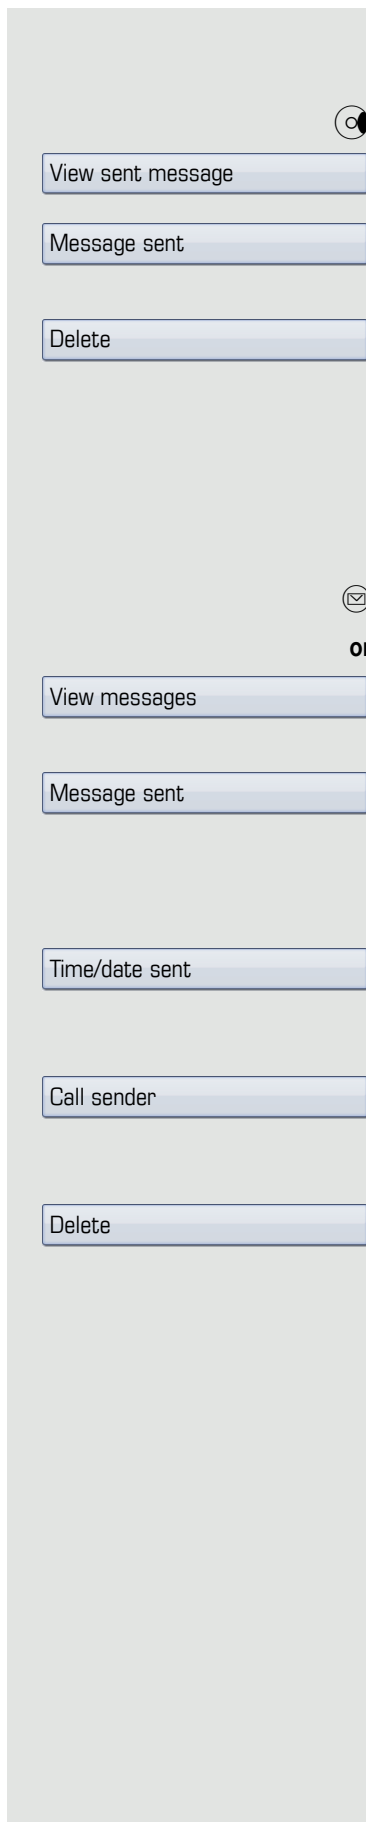 View sent message
Message sent
Delete
or
View messages
Message sent
Time/date sent
Call sender
Delete